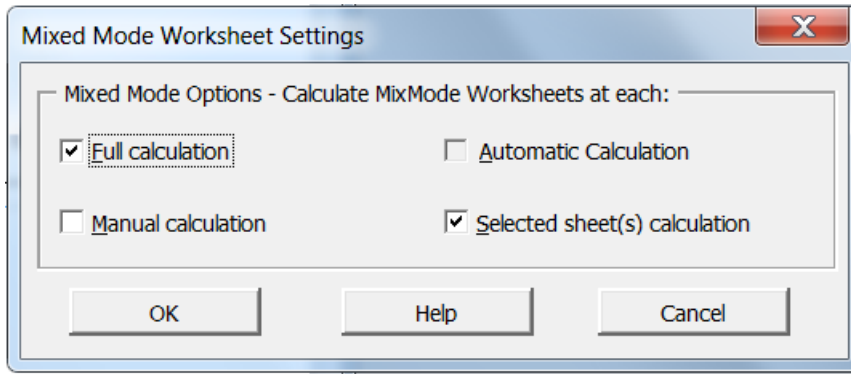 Mixed Mode Worksheet Settings
Mixed Mode Options - Calculate MixMode Worksheets at each:
Full calculation
Automatic Calculation
Manual calculation
Selected sheet(s) calculation
OK
Help
Cancel